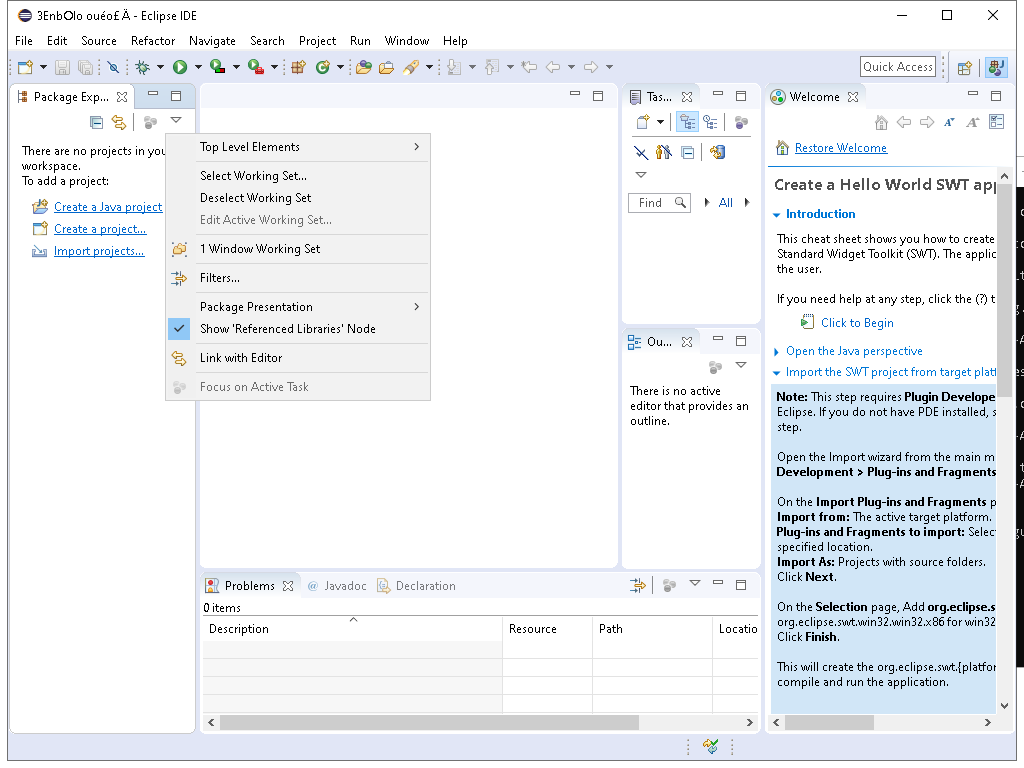 3EnbOlo ouéo£Ä - Eclipse IDE
File Edit Source Refactor Navigate Search Project Run Window Help
Quick Access
Package Exp...
There are no projects in you
workspace.
To add a project:
Create a Java project
Create a project...
Import projects...
Top Level Elements
Select Working Set...
Deselect Working Set
Edit Active Working Set...
1 Window Working Set
Filters...
Package Presentation
Show 'Referenced Libraries' Node
Link with Editor
Focus on Active Task
Tas...
Find
All
Ou...
There is no active
editor that provides an
outline.
Problems
@ Javadoc
Declaration
0 items
Description Resource Path Locatio
Welcome
Restore Welcome
Create a Hello World SWT app
Introduction
This cheat sheet shows you how to create
Standard Widget Toolkit (SWT). The applic
the user.
If you need help at any step, click the (?) t
Click to Begin
Open the Java perspective
Import the SWT project from target platf
Note: This step requires Plugin Develope
Eclipse. If you do not have PDE installed, s
step.
Open the Import wizard from the main m
Development > Plug-ins and Fragments
On the Import Plug-ins and Fragments p
Import from: The active target platform.
Plug-ins and Fragments to import: Selec
specified location.
Import As: Projects with source folders.
Click Next.
On the Selection page, Add org.eclipse.s
org.eclipse.swt.win32.win32.x86 for win32
Click Finish.
This will create the org.eclipse.swt.{platfor
compile and run the application.